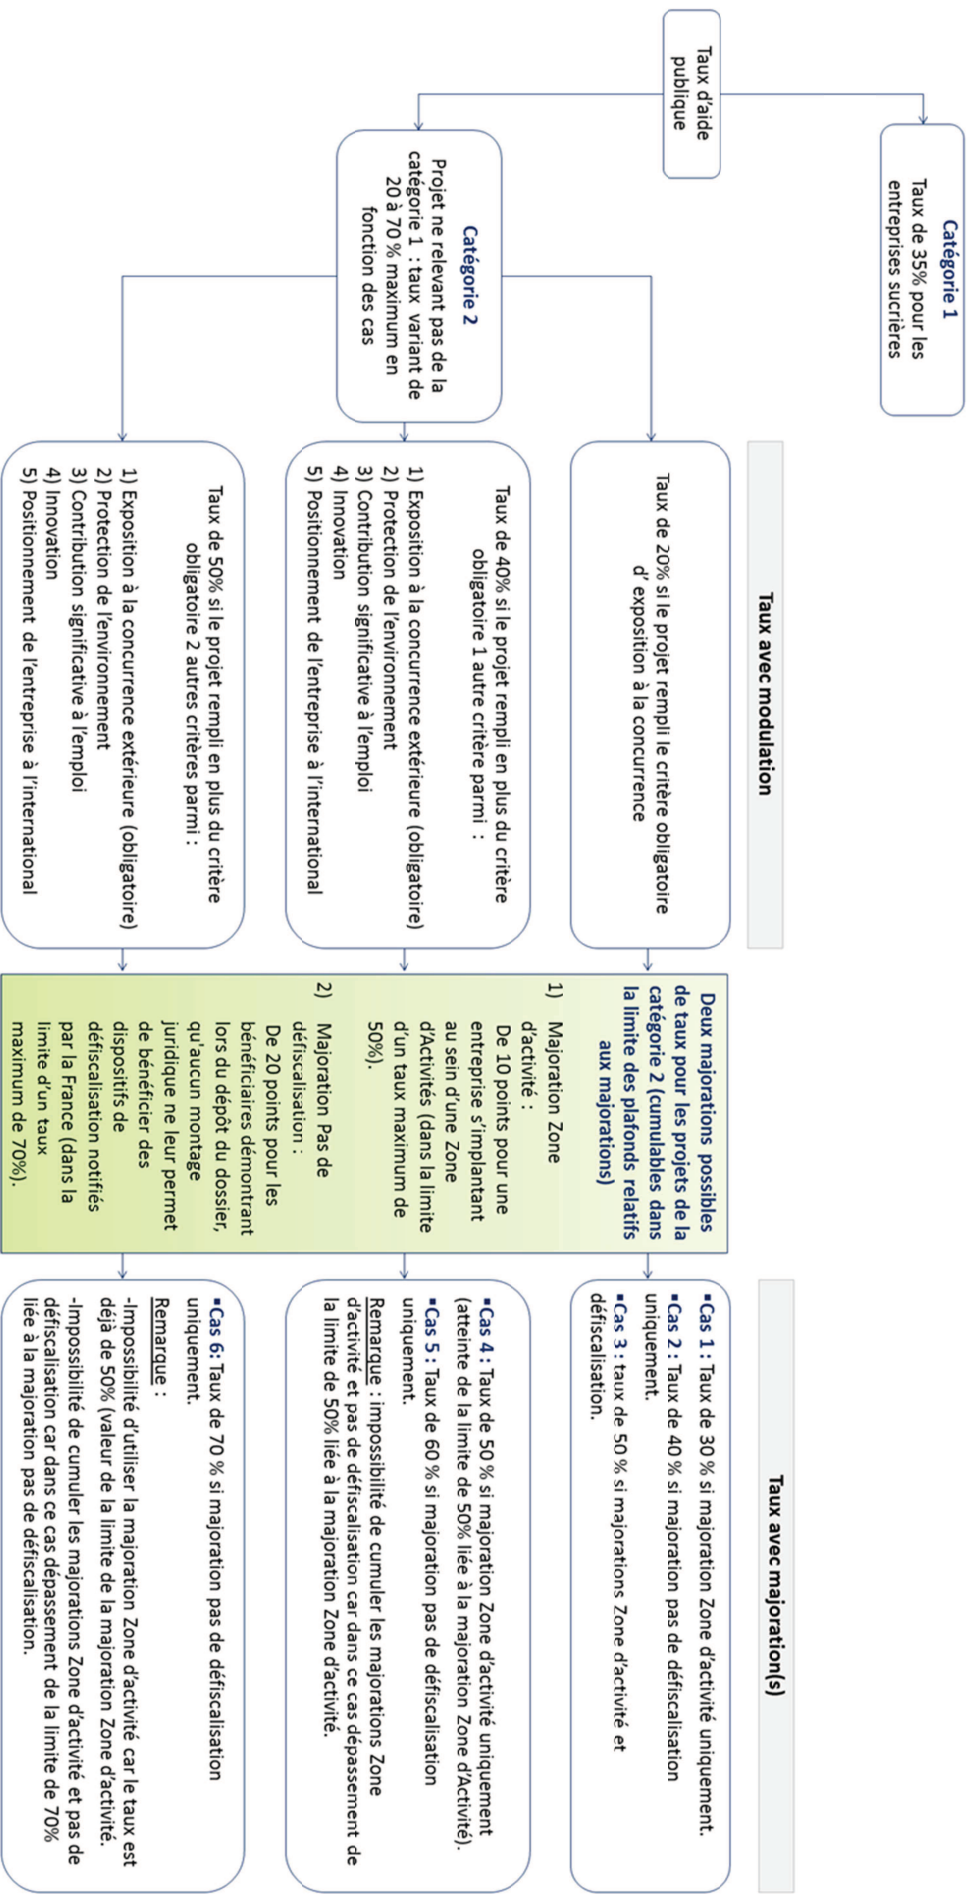 Catégorie 1
Taux de 35% pour les
entreprises sucrières
Taux d'aide
publique
Catégorie 2
Projet ne relevant pas de la
catégorie 1 : taux variant de
20 à 70 % maximum en
fonction des cas
Taux avec modulation
Taux de 20% si le projet rempli le critère obligatoire
d' exposition à la concurrence
Taux de 40% si le projet rempli en plus du critère
obligatoire 1 autre critère parmi :
1) Exposition à la concurrence extérieure (obligatoire)
2) Protection de l'environnement
3) Contribution significative à l'emploi
4) Innovation
5) Positionnement de l'entreprise à l'international
Taux de 50% si le projet rempli en plus du critère
obligatoire 2 autres critères parmi :
1) Exposition à la concurrence extérieure (obligatoire)
2) Protection de l'environnement
3) Contribution significative à l'emploi
4) Innovation
5) Positionnement de l'entreprise à l'international
Deux majorations possibles
de taux pour les projets de la
catégorie 2 (cumulables dans
la limite des plafonds relatifs
aux majorations)
1) Majoration Zone
d'activité :
De 10 points pour une
entreprise s'implantant
au sein d'une Zone
d'Activités (dans la limite
d'un taux maximum de
50%).
2) Majoration Pas de
défiscalisation :
De 20 points pour les
bénéficiaires démontrant
lors du dépôt du dossier,
qu'aucun montage
juridique ne leur permet
de bénéficier des
dispositifs de
défiscalisation notifiés
par la France (dans la
limite d'un taux
maximum de 70%).
Taux avec majoration(s)
▪Cas 1 : Taux de 30 % si majoration Zone d'activité uniquement.
▪Cas 2 : Taux de 40 % si majoration pas de défiscalisation
uniquement.
▪Cas 3 : taux de 50 % si majorations Zone d'activité et
défiscalisation.
▪Cas 4 : Taux de 50 % si majoration Zone d'activité uniquement
(atteinte de la limite de 50% liée à la majoration Zone d'Activité).
▪Cas 5 : Taux de 60 % si majoration pas de défiscalisation
uniquement.
Remarque : impossibilité de cumuler les majorations Zone
d'activité et pas de défiscalisation car dans ce cas dépassement de
la limite de 50% liée à la majoration Zone d'activité.
▪Cas 6: Taux de 70 % si majoration pas de défiscalisation
uniquement.
Remarque :
-Impossibilité d'utiliser la majoration Zone d'activité car le taux est
déjà de 50% (valeur de la limite de la majoration Zone d'activité.
-Impossibilité de cumuler les majorations Zone d'activité et pas de
défiscalisation car dans ce cas dépassement de la limite de 70%
liée à la majoration pas de défiscalisation.